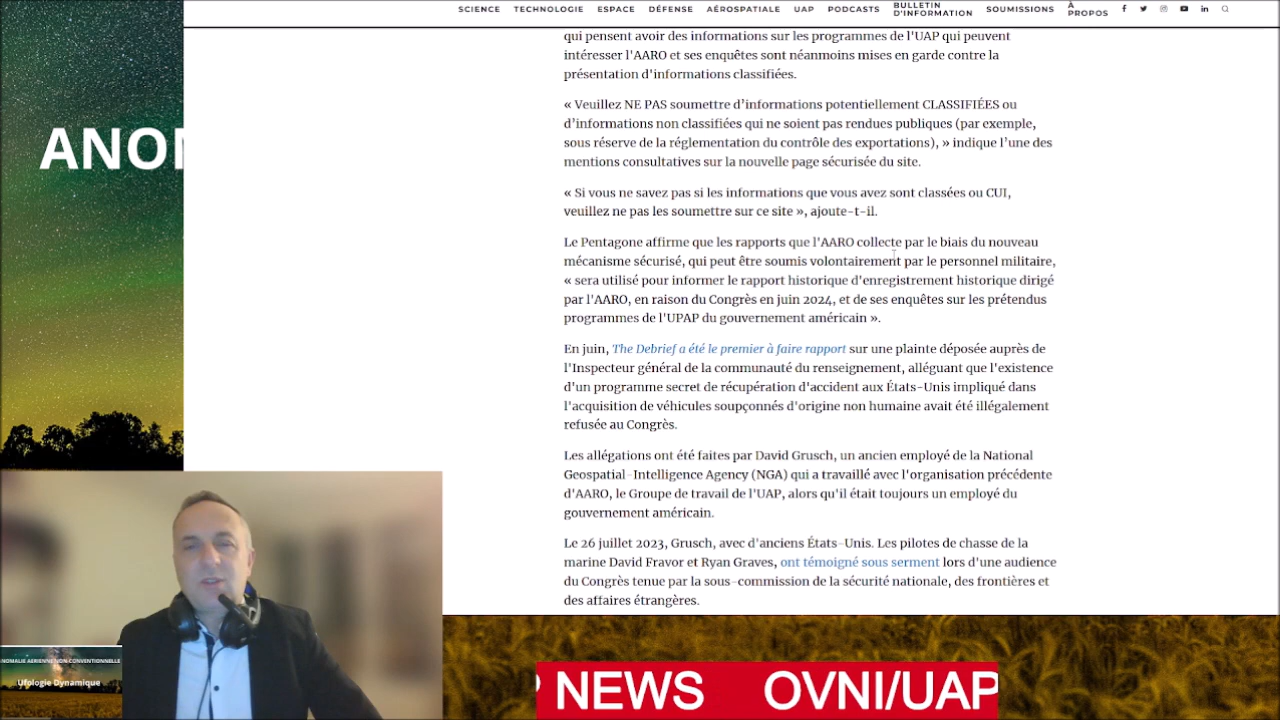 SCIENCE TECHNOLOGIE ESPACE DÉFENSE AÉROSPATIALE UAP PODCASTS BULLETIN D'INFORMATION SOUMISSIONS À PROPOS
qui pensent avoir des informations sur les programmes de l'UAP qui peuvent
intéresser l'AARO et ses enquêtes sont néanmoins mises en garde contre la
présentation d'informations classifiées.
« Veuillez NE PAS soumettre d’informations potentiellement CLASSIFIÉES ou
d’informations non classifiées qui ne soient pas rendues publiques (par exemple,
sous réserve de la réglementation du contrôle des exportations), » indique l’une des
mentions consultatives sur la nouvelle page sécurisée du site.
« Si vous ne savez pas si les informations que vous avez sont classées ou CUI,
veuillez ne pas les soumettre sur ce site », ajoute-t-il.
Le Pentagone affirme que les rapports que l'AARO collecte par le biais du nouveau
mécanisme sécurisé, qui peut être soumis volontairement par le personnel militaire,
« sera utilisé pour informer le rapport historique d'enregistrement historique dirigé
par l'AARO, en raison du Congrès en juin 2024, et de ses enquêtes sur les prétendus
programmes de l'UPAP du gouvernement américain ».
En juin, The Debrief a été le premier à faire rapport sur une plainte déposée auprès de
l'Inspecteur général de la communauté du renseignement, alléguant que l'existence
d'un programme secret de récupération d'accident aux États-Unis impliqué dans
l'acquisition de véhicules soupçonnés d'origine non humaine avait été illégalement
refusée au Congrès.
Les allégations ont été faites par David Grusch, un ancien employé de la National
Geospatial-Intelligence Agency (NGA) qui a travaillé avec l'organisation précédente
d'AARO, le Groupe de travail de l'UAP, alors qu'il était toujours un employé du
gouvernement américain.
Le 26 juillet 2023, Grusch, avec d'anciens États-Unis. Les pilotes de chasse de la
marine David Fravor et Ryan Graves, ont témoigné sous serment lors d'une audience
du Congrès tenue par la sous-commission de la sécurité nationale, des frontières et
des affaires étrangères.
ANOM
NOMALIE AERIENNE NON CONVENTIONNELLE
Ufologie Dynamique
P NEWS OVNI/UAP